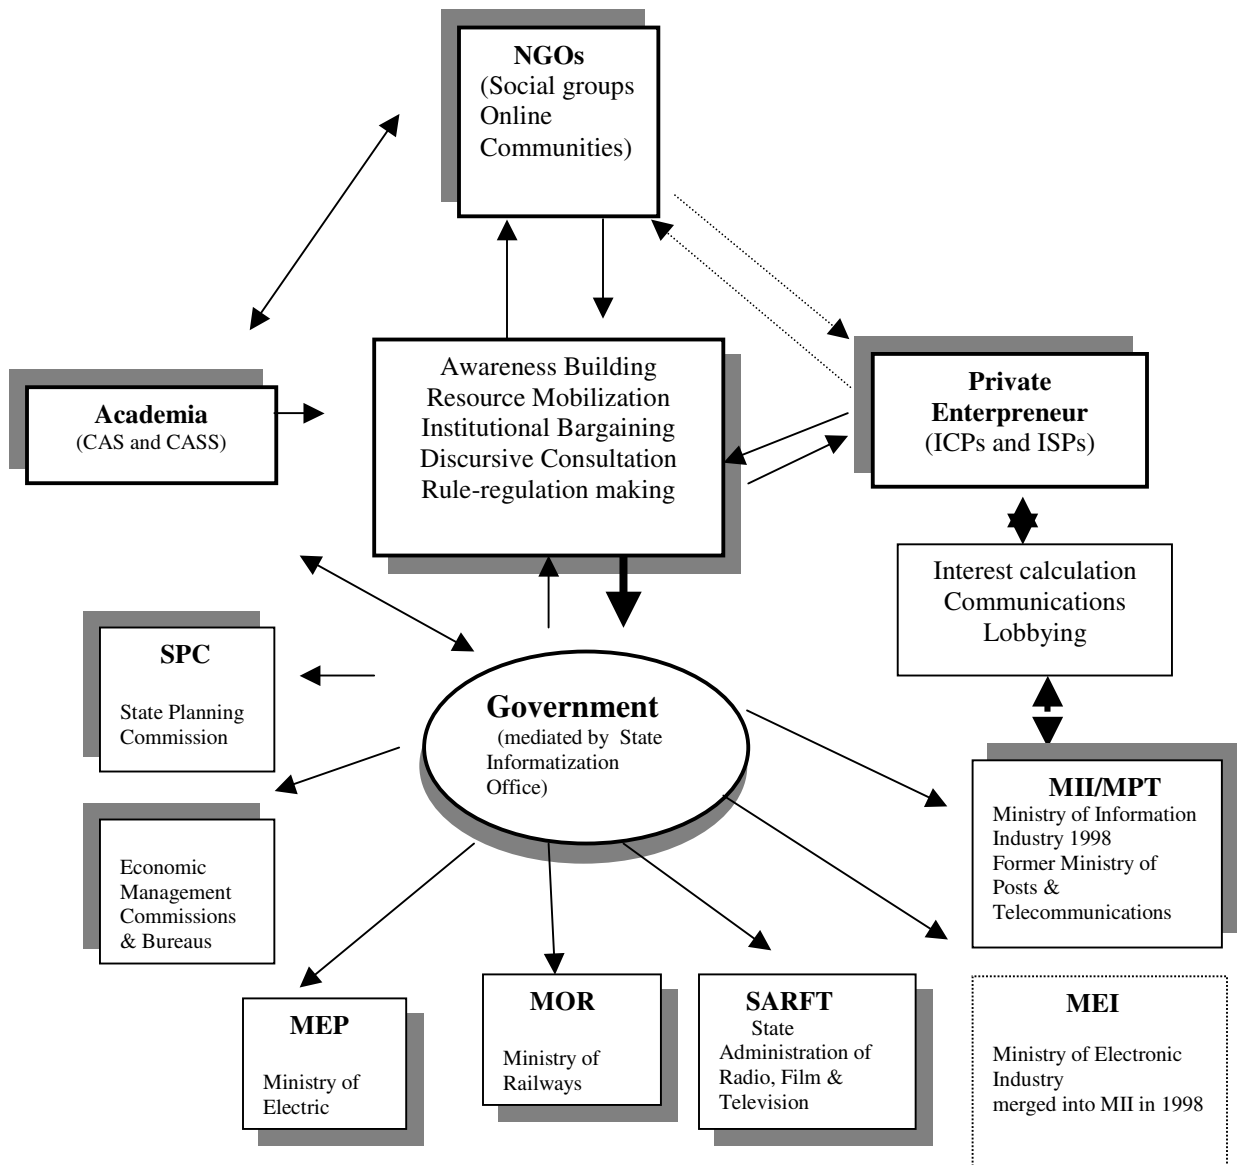 NGOs
(Social groups
Online
Communities)
Awareness Building
Resource Mobilization
Institutional Bargaining
Discursive Consultation
Rule-regulation making
Academia
(CAS and CASS)
Private
Enterpreneur
(ICPs and ISPs)
Interest calculation
Communications
Lobbying
SPC
State Planning
Commission
Government
(mediated by State
Informatization
Office)
MII/MPT
Ministry of Information
Industry 1998
Former Ministry of
Posts &
Telecommunications
Economic
Management
Commissions
& Bureaus
MEP
Ministry of
Electric
MOR
Ministry of
Railways
SARFT
State
Administration of
Radio, Film &
Television
MEI
Ministry of Electronic
Industry
merged into MII in 1998